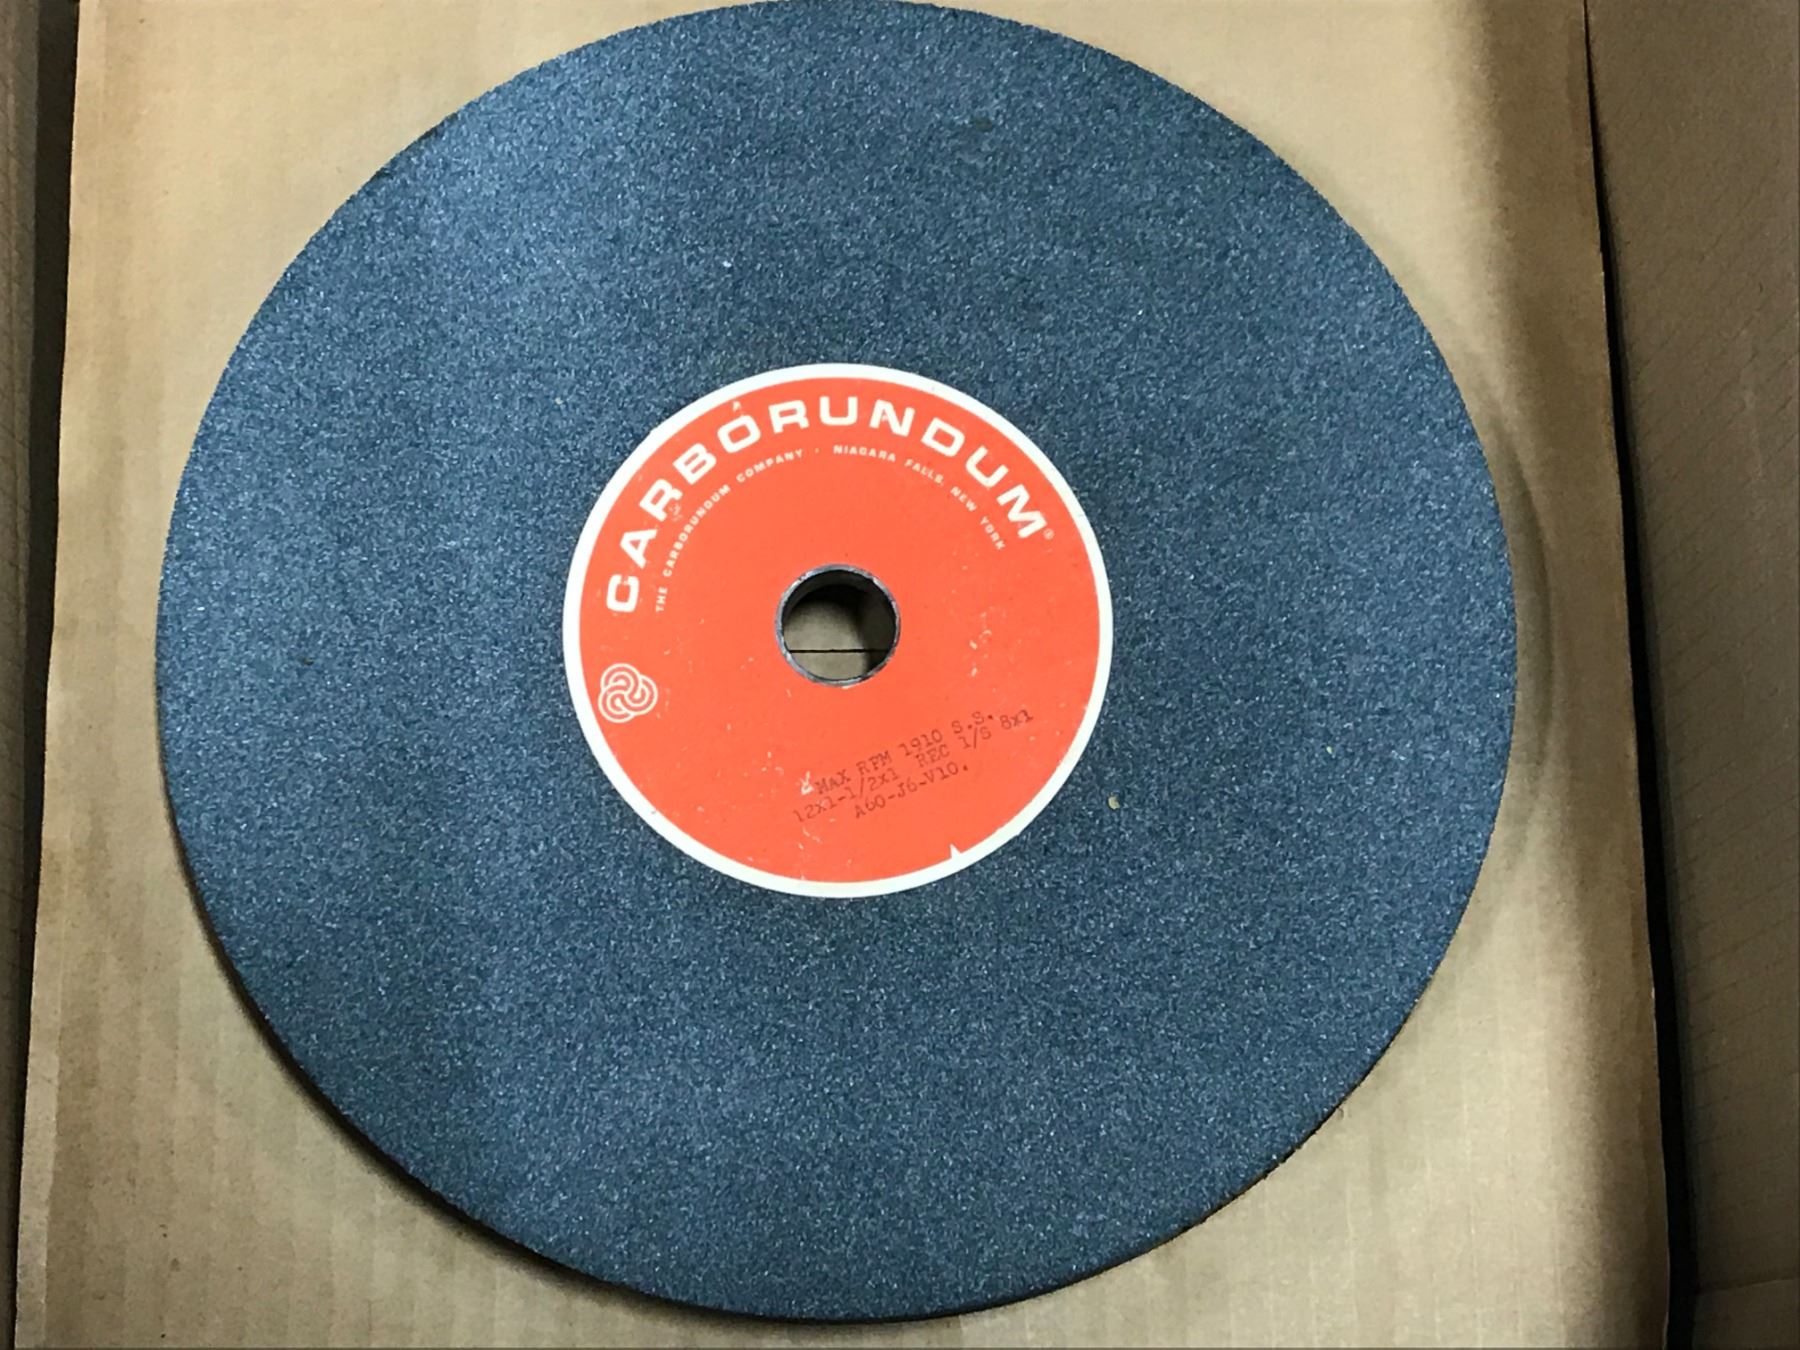 CARBORUNDUM®
THE CARBORUNDUM COMPANY · NIAGARA FALLS, NEW YORK
MAX RPM 1910 S.S.
12x1-1/2x1 REC 1/S 8x1
A60-J6-V10.